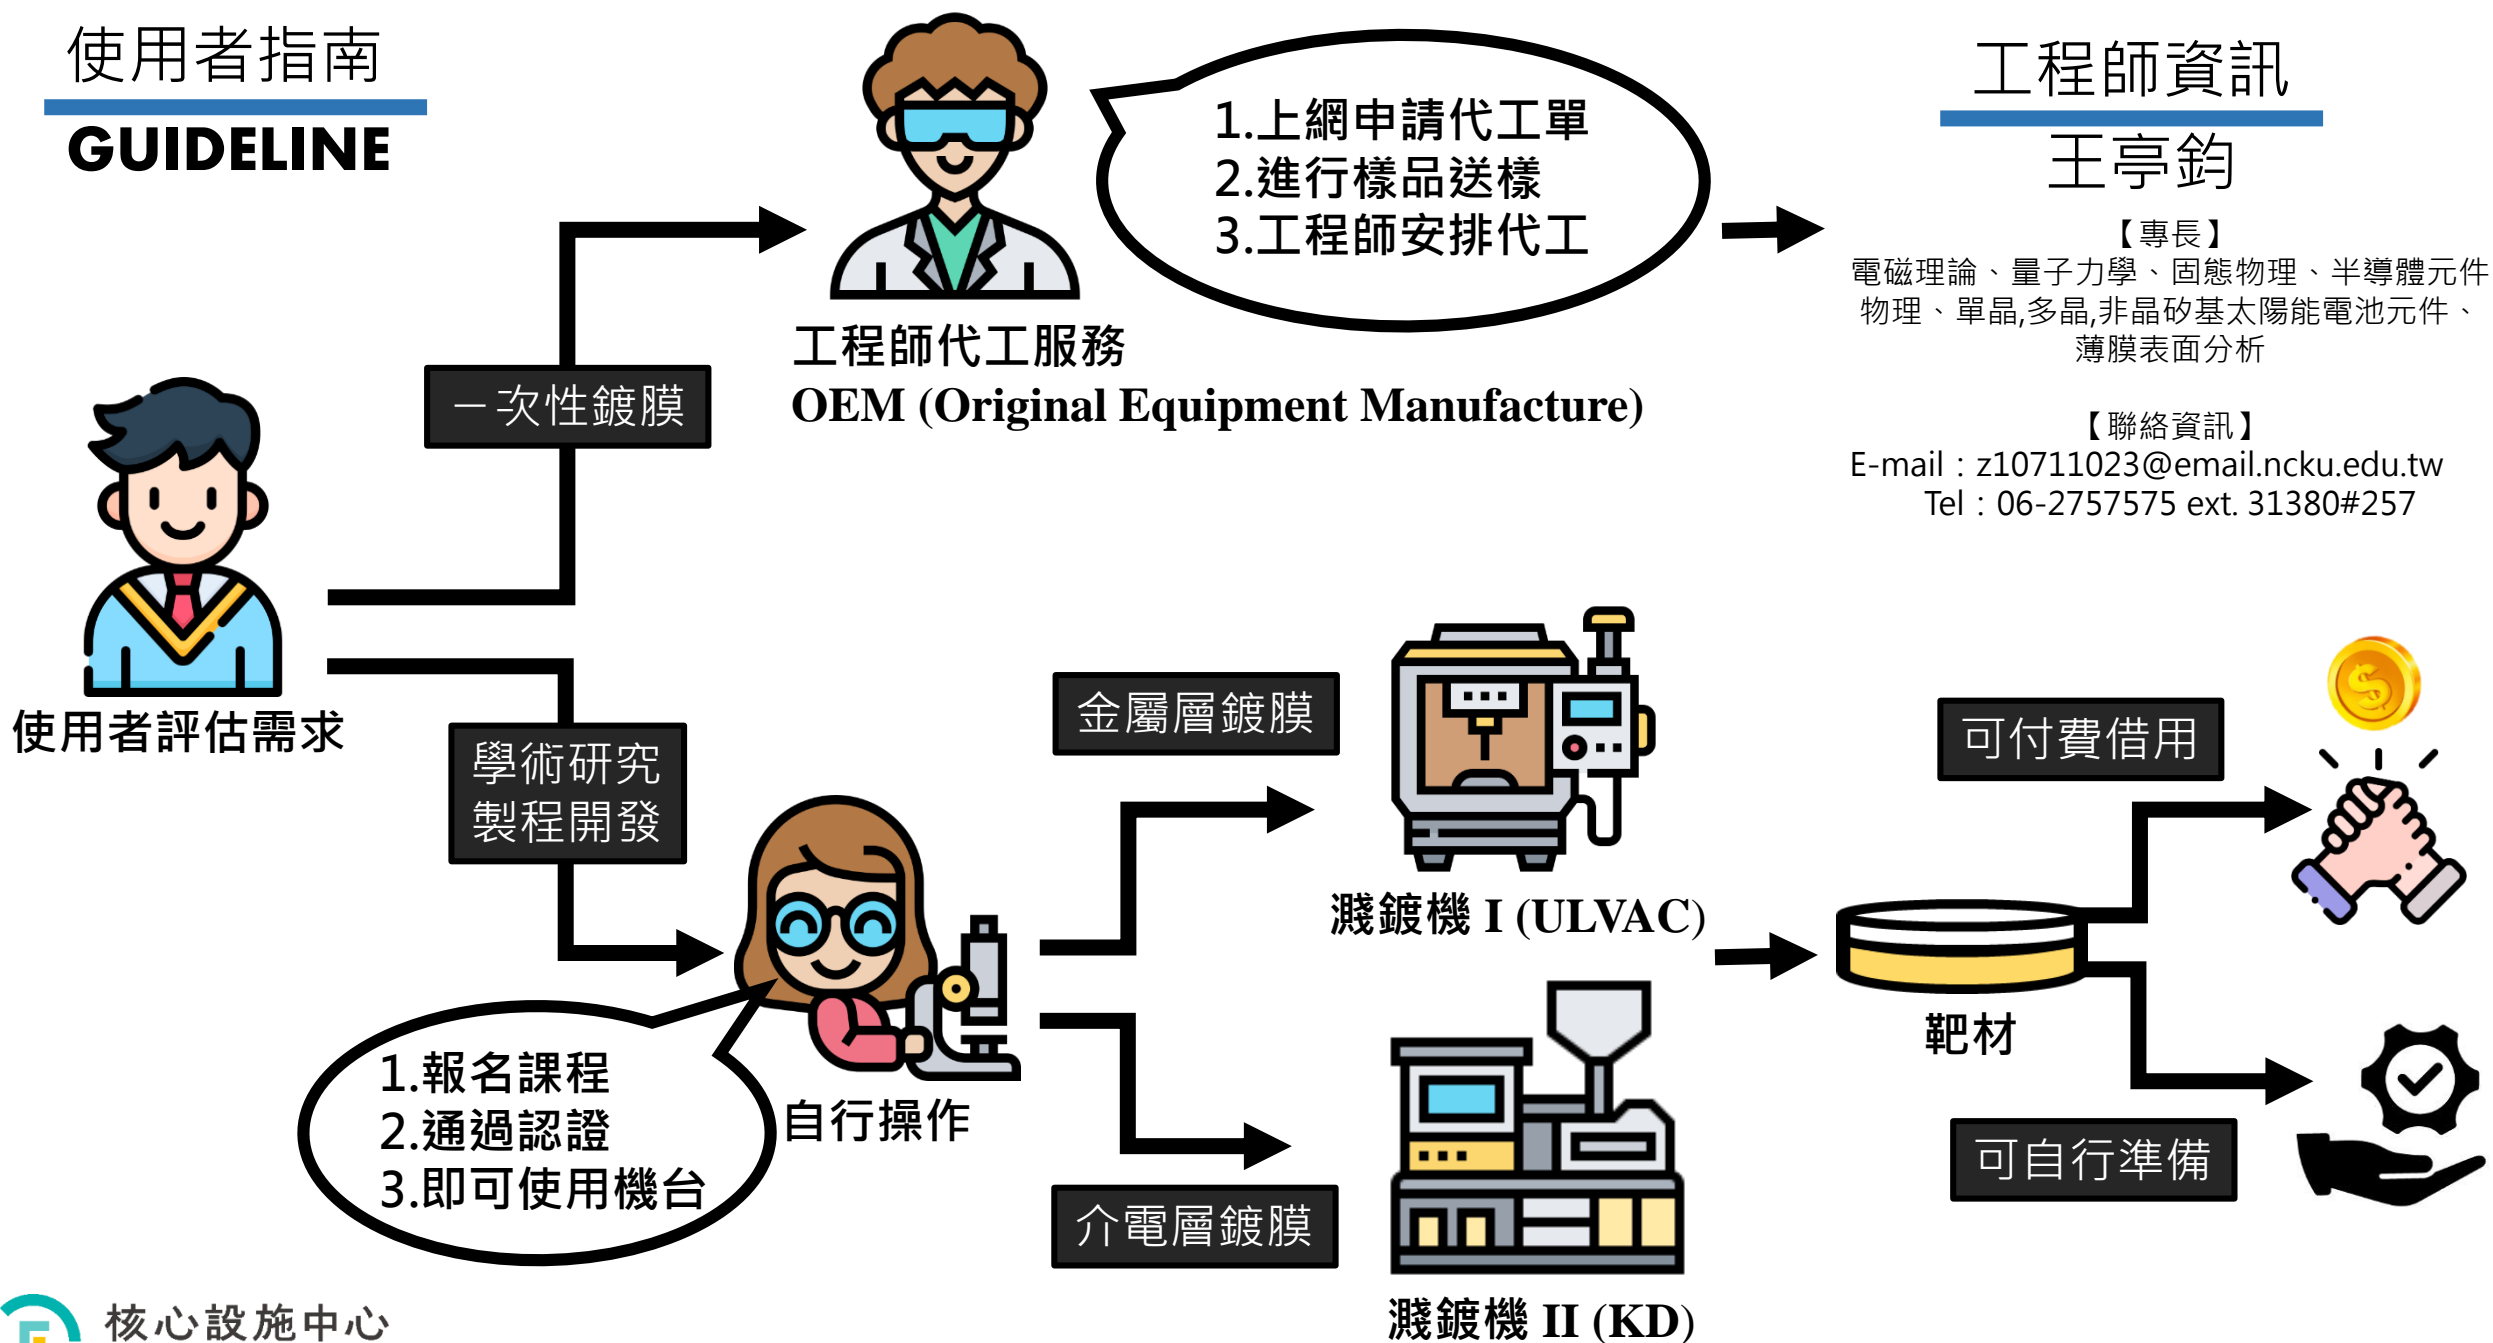 使用者指南
GUIDELINE
1.上網申請代工單
2.進行樣品送樣
3.工程師安排代工
工程師代工服務
OEM (Original Equipment Manufacture)
工程師資訊
王亭鈞
【專長】
電磁理論、量子力學、固態物理、半導體元件
物理、單晶,多晶,非晶矽基太陽能電池元件、
薄膜表面分析
【聯絡資訊】
E-mail：z10711023@email.ncku.edu.tw
Tel：06-2757575 ext. 31380#257
一次性鍍膜
使用者評估需求
學術研究
製程開發
1.報名課程
2.通過認證
3.即可使用機台
自行操作
金屬層鍍膜
濺鍍機 I (ULVAC)
介電層鍍膜
濺鍍機 II (KD)
靶材
可付費借用
可自行準備
核心設施中心